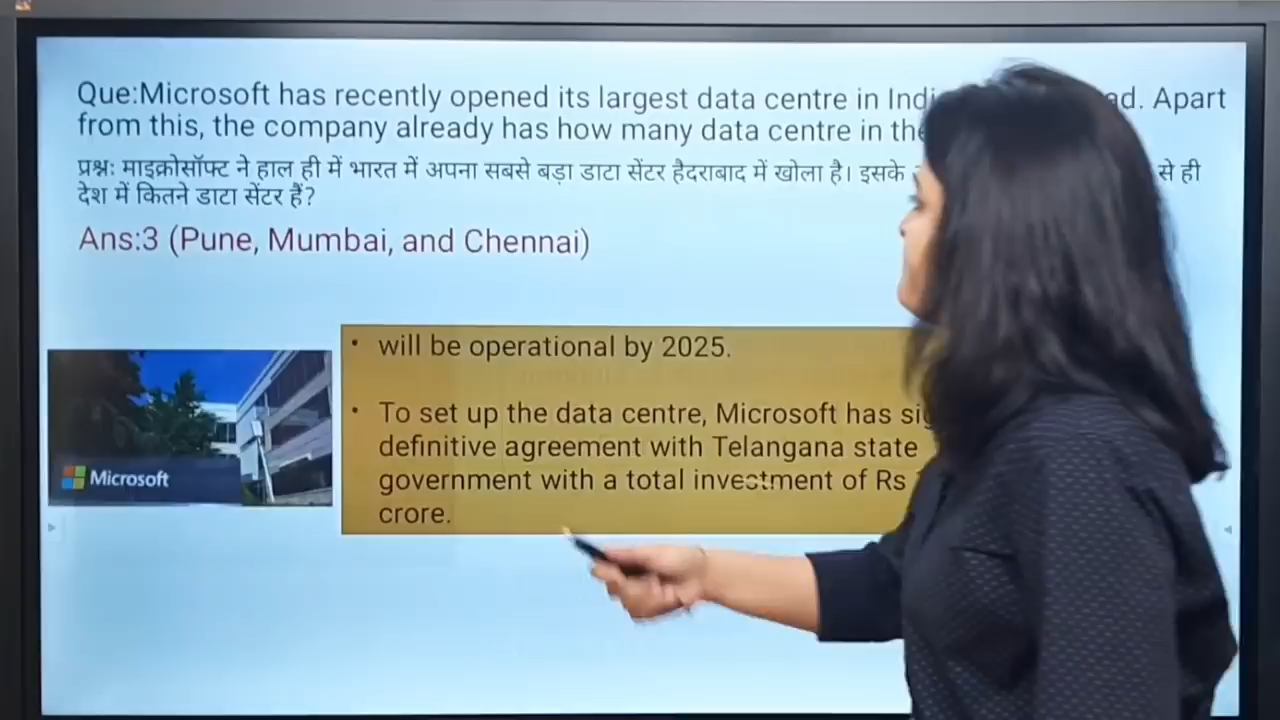 Que:Microsoft has recently opened its largest data centre in Apart
from this, the company already has how many data centre in
प्रश्न: माइक्रोसॉफ्ट ने हाल ही में भारत में अपना सबसे बड़ा डाटा सेंटर हैदराबाद में खोला है। इसके से ही
देश में कितने डाटा सेंटर हैं?
Ans:3 (Pune, Mumbai, and Chennai)
• will be operational by 2025.
• To set up the data centre, Microsoft has
definitive agreement with Telangana state
government with a total investment of Rs
crore.
Microsoft